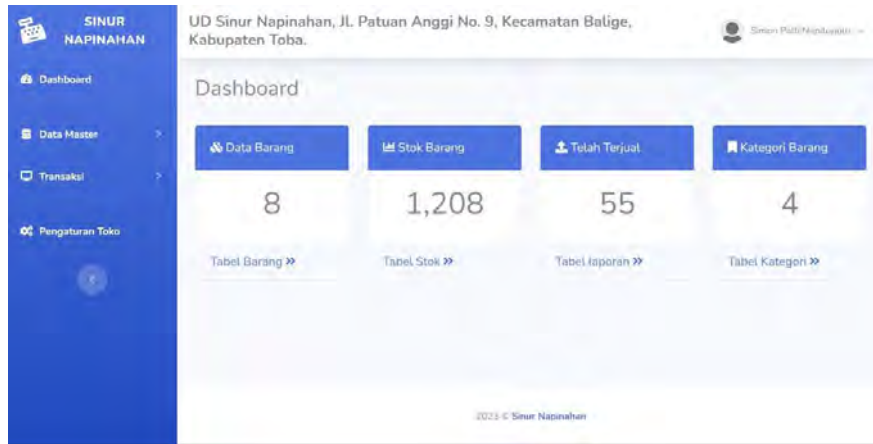 SINUR
NAPINAHAN
UD Sinur Napinahan, Jl. Patuan Anggi No. 9, Kecamatan Balige,
Kabupaten Toba.
Dashboard
Data Master
Transaksi
Pengaturan Toko
Dashboard
Data Barang
Stok Barang
Telah Terjual
Kategori Barang
8
1,208
55
4
Tabel Barang »
Tabel Stok »
Tabel laporan »
Tabel Kategori »
2023 © Sinur Napinahan